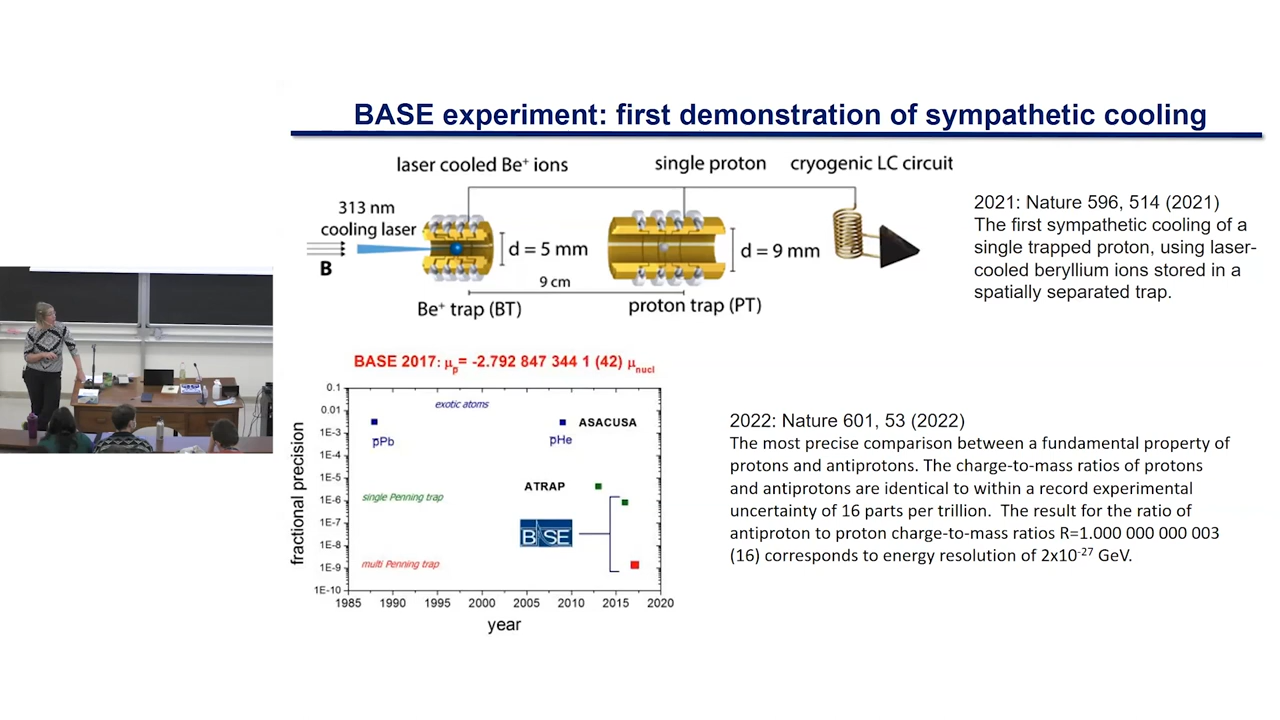 BASE experiment: first demonstration of sympathetic cooling
laser cooled Be⁺ ions
single proton
cryogenic LC circuit
313 nm
cooling laser
B
d = 5 mm
d = 9 mm
9 cm
Be⁺ trap (BT)
proton trap (PT)
2021: Nature 596, 514 (2021)
The first sympathetic cooling of a
single trapped proton, using laser-
cooled beryllium ions stored in a
spatially separated trap.
BASE 2017: μp̄= -2.792 847 344 1 (42) μnucl
fractional precision
0.1
0.01
1E-3
1E-4
1E-5
1E-6
1E-7
1E-8
1E-9
1E-10
exotic atoms
p̄Pb
p̄He
ASACUSA
ATRAP
single Penning trap
BASE
multi Penning trap
1985 1990 1995 2000 2005 2010 2015 2020
year
2022: Nature 601, 53 (2022)
The most precise comparison between a fundamental property of
protons and antiprotons. The charge-to-mass ratios of protons
and antiprotons are identical to within a record experimental
uncertainty of 16 parts per trillion. The result for the ratio of
antiproton to proton charge-to-mass ratios R=1.000 000 000 003
(16) corresponds to energy resolution of 2x10⁻²⁷ GeV.